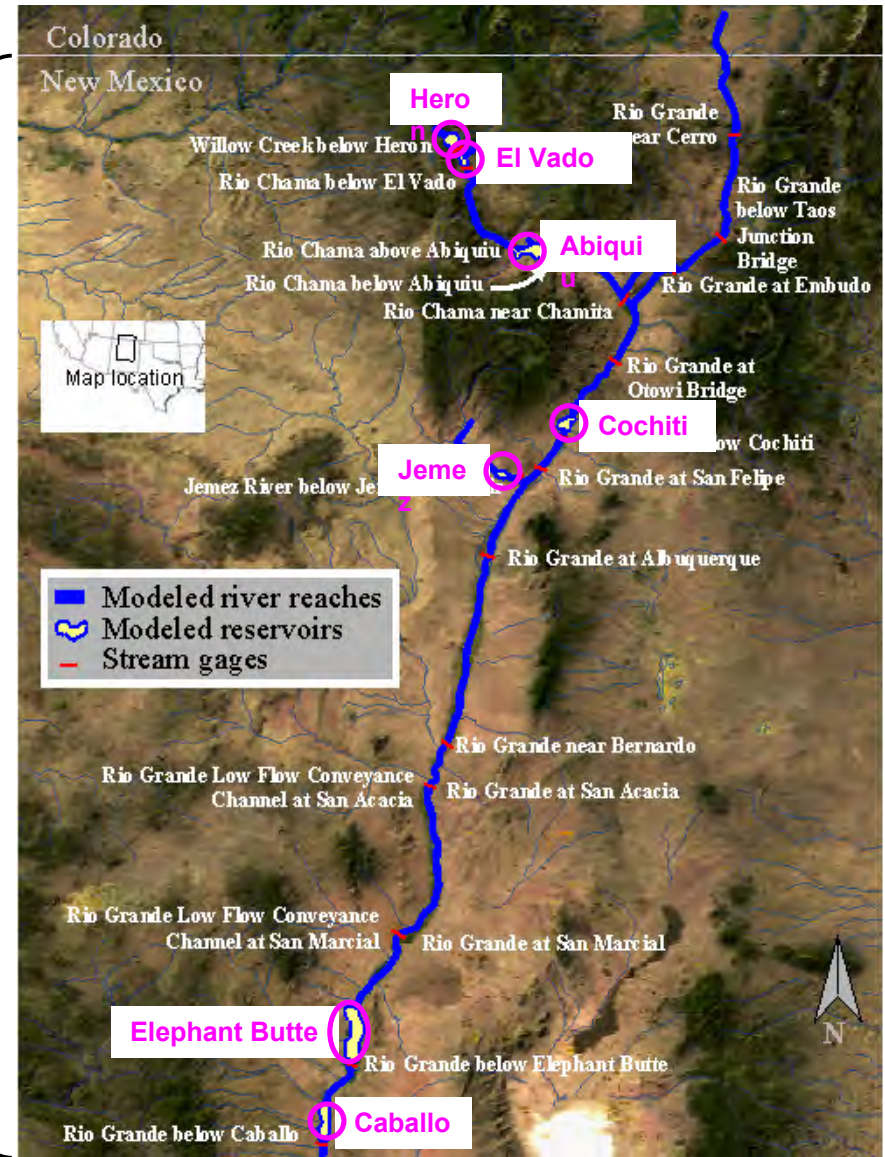 Colorado
New Mexico
Hero
n
Rio Grande
ear Cerro
Willow Creek below Heron
El Vado
Rio Chama below El Vado
Rio Grande
below Taos
Junction
Bridge
Rio Chama above Abiquiu
Abiqui
u
Rio Chama below Abiquiu
Rio Grande at Embudo
Rio Chama near Chamita
Map location
Rio Grande at
Otowi Bridge
Cochiti
ow Cochiti
Jeme
z
Jemez River below Je
Rio Grande at San Felipe
Rio Grande at Albuquerque
Modeled river reaches
Modeled reservoirs
Stream gages
Rio Grande near Bernardo
Rio Grande Low Flow Conveyance
Channel at San Acacia
Rio Grande at San Acacia
Rio Grande Low Flow Conveyance
Channel at San Marcial
Rio Grande at San Marcial
Elephant Butte
N
Rio Grande below Elephant Butte
Caballo
Rio Grande below Caballo